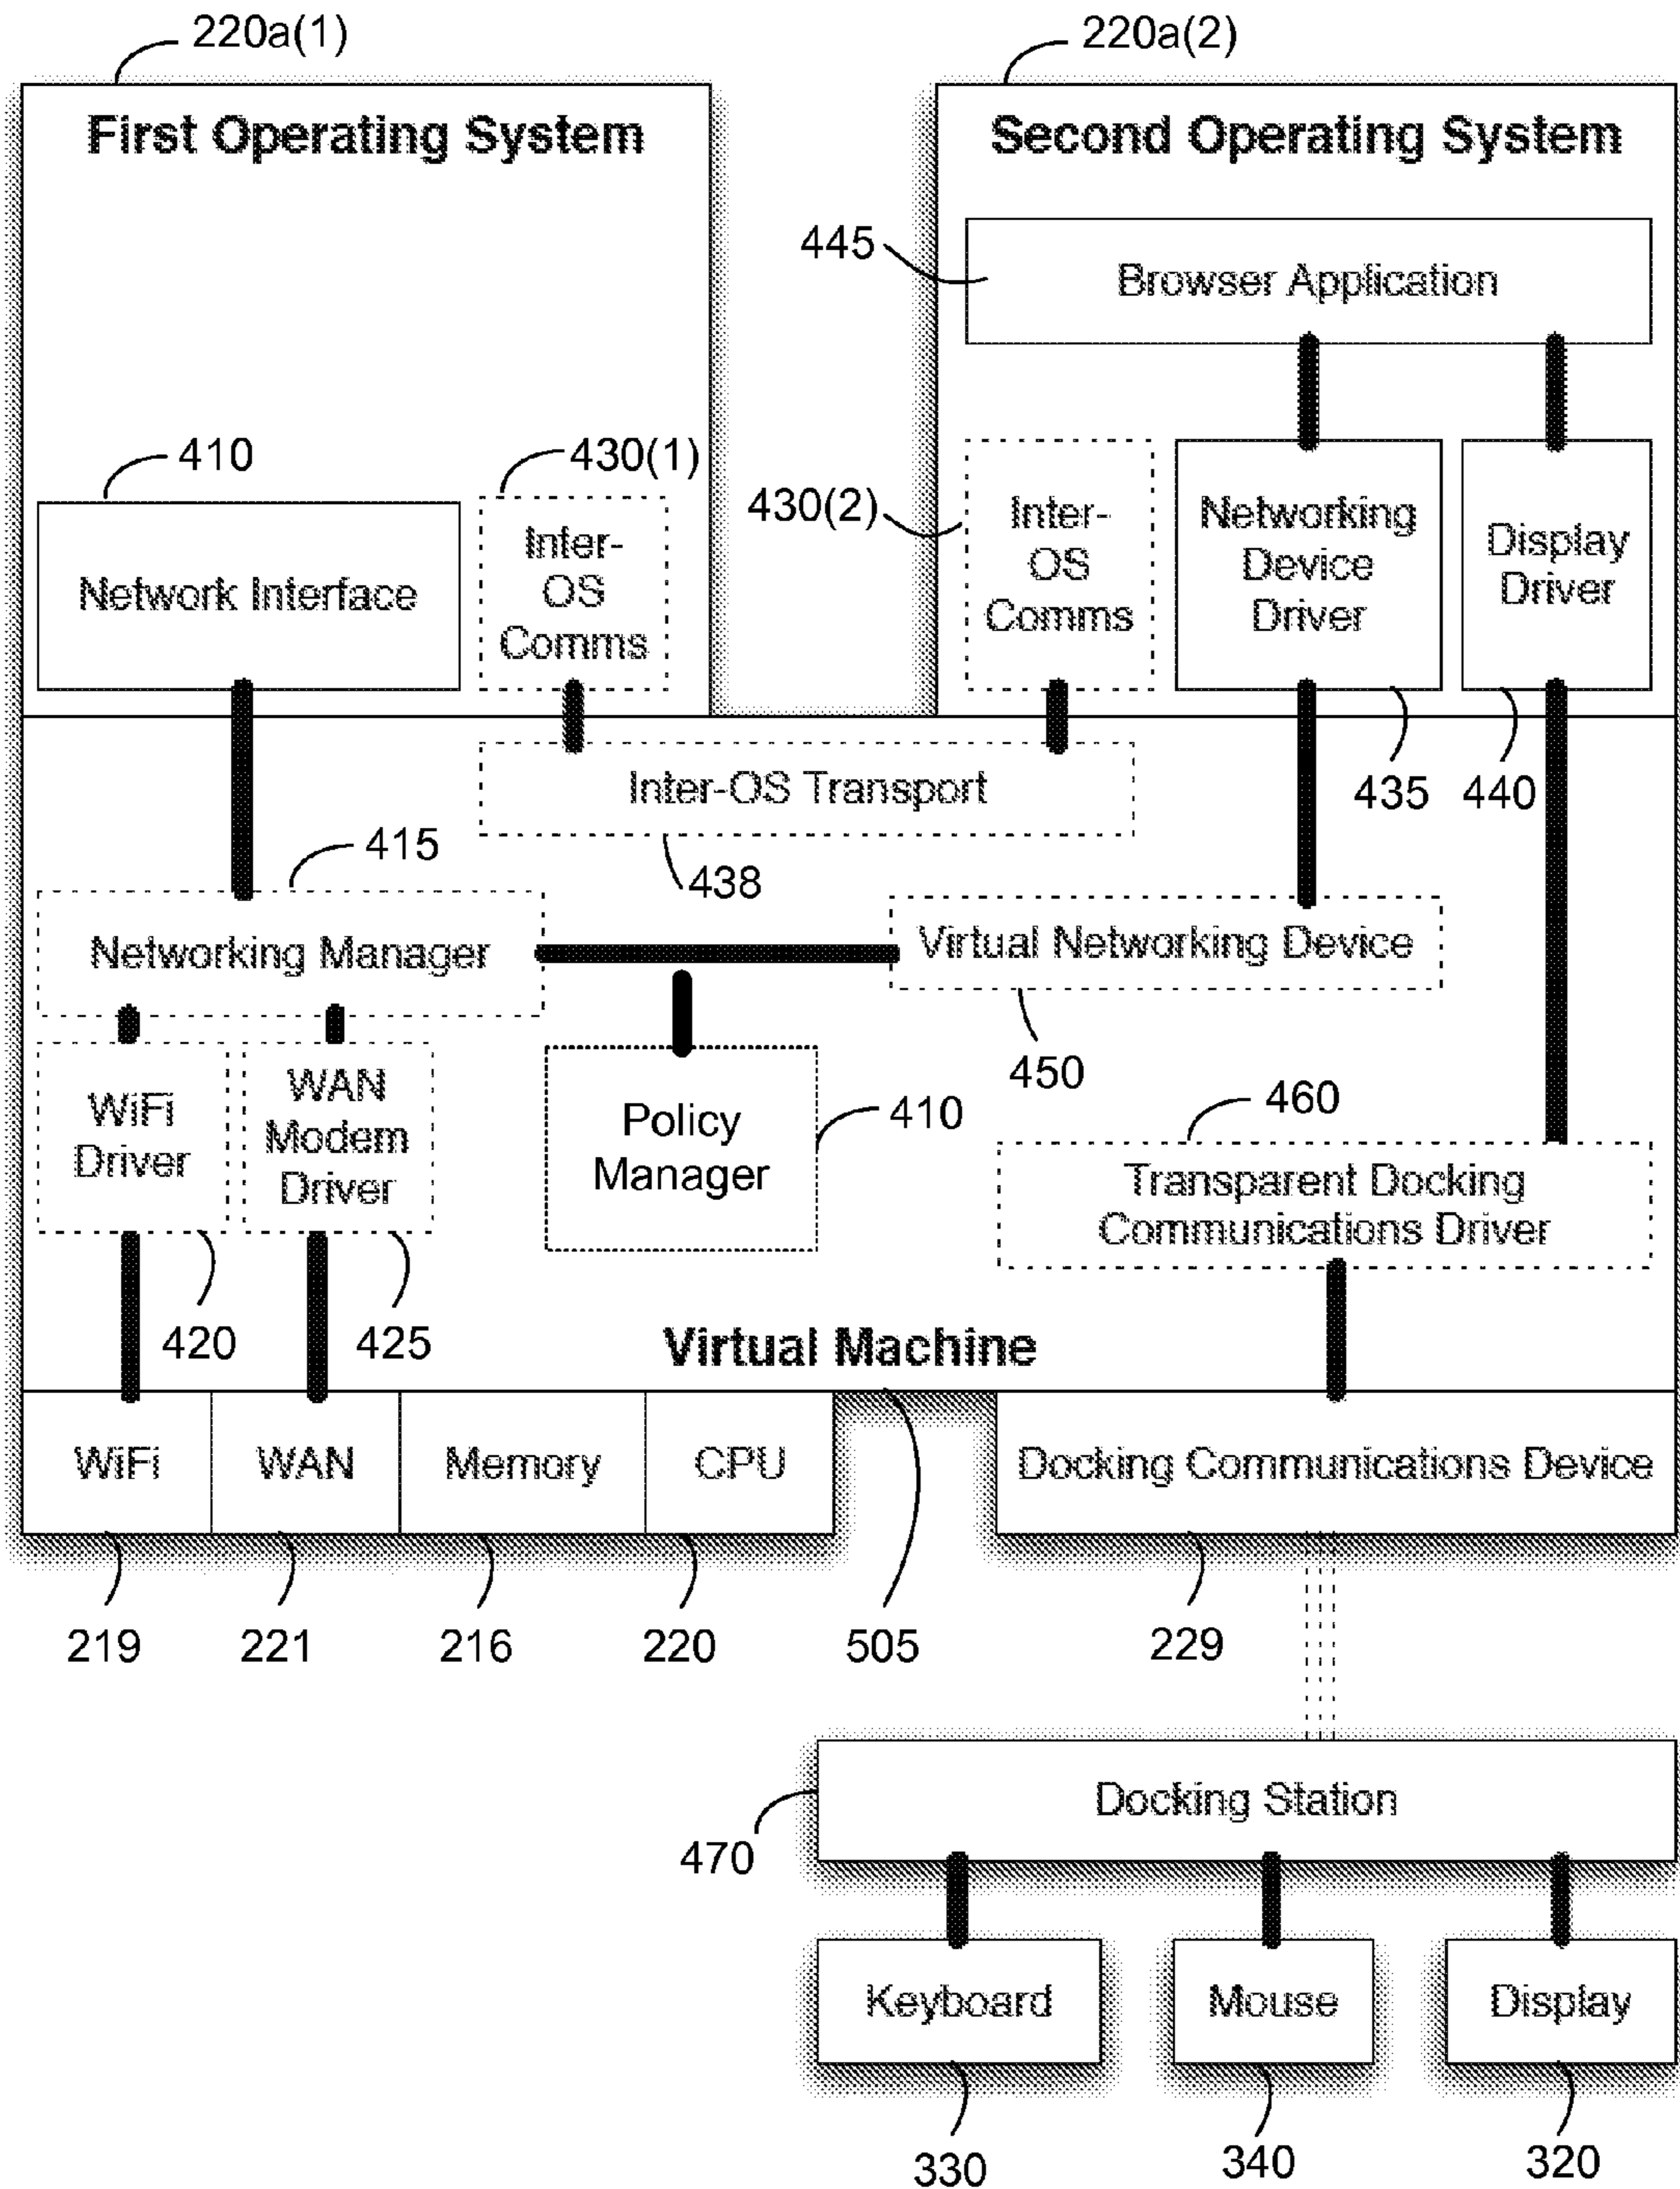 220a(1)
220a(2)
First Operating System
Second Operating System
445
Browser Application
410
430(1)
430(2)
Network Interface
Inter-
OS
Comms
Inter-
OS
Comms
Networking
Device
Driver
Display
Driver
Inter-OS Transport
435
440
415
438
Networking Manager
Virtual Networking Device
450
WiFi
Driver
WAN
Modem
Driver
Policy
Manager
410
460
Transparent Docking
Communications Driver
420
425
Virtual Machine
WiFi
WAN
Memory
CPU
Docking Communications Device
219
221
216
220
505
229
Docking Station
470
Keyboard
Mouse
Display
330
340
320